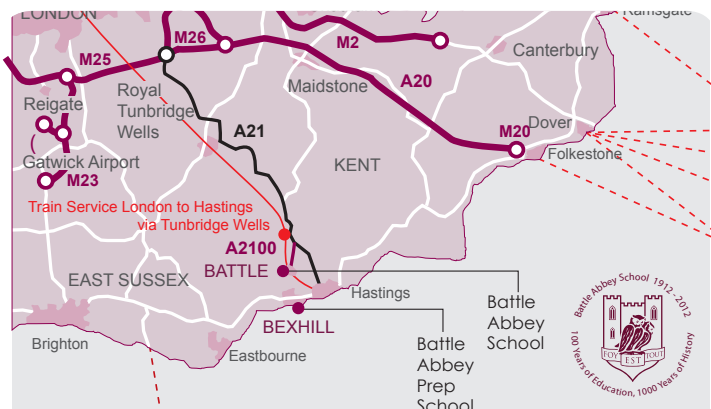 LONDON
Ramsgate
M26
M2
Canterbury
M25
Maidstone
A20
Reigate
Royal
Tunbridge
Wells
A21
M20
Dover
Folkestone
KENT
Gatwick Airport
M23
Train Service London to Hastings
via Tunbridge Wells
A2100
BATTLE
EAST SUSSEX
Hastings
BEXHILL
Brighton
Eastbourne
Battle
Abbey
School
Battle
Abbey
Prep
School
Battle Abbey School 1912 - 2012
FOY EST TOUT
100 Years of Education, 1000 Years of History